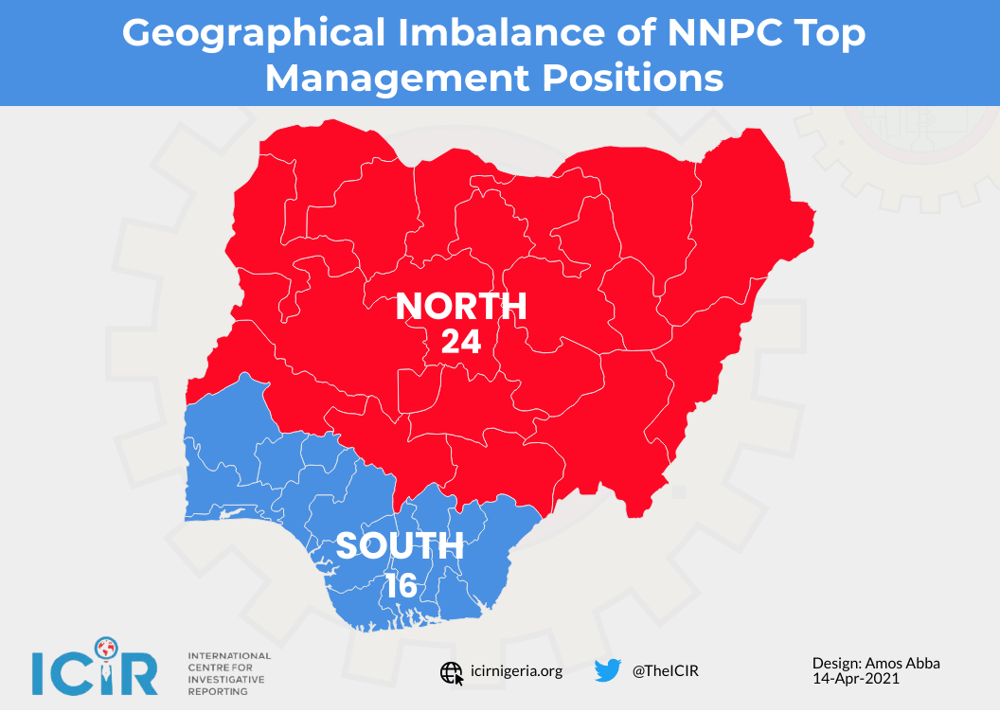 Geographical Imbalance of NNPC Top
Management Positions
NORTH
24
SOUTH
16
ICIR
INTERNATIONAL
CENTRE FOR
INVESTIGATIVE
REPORTING
icirnigeria.org
@TheICIR
Design: Amos Abba
14-Apr-2021